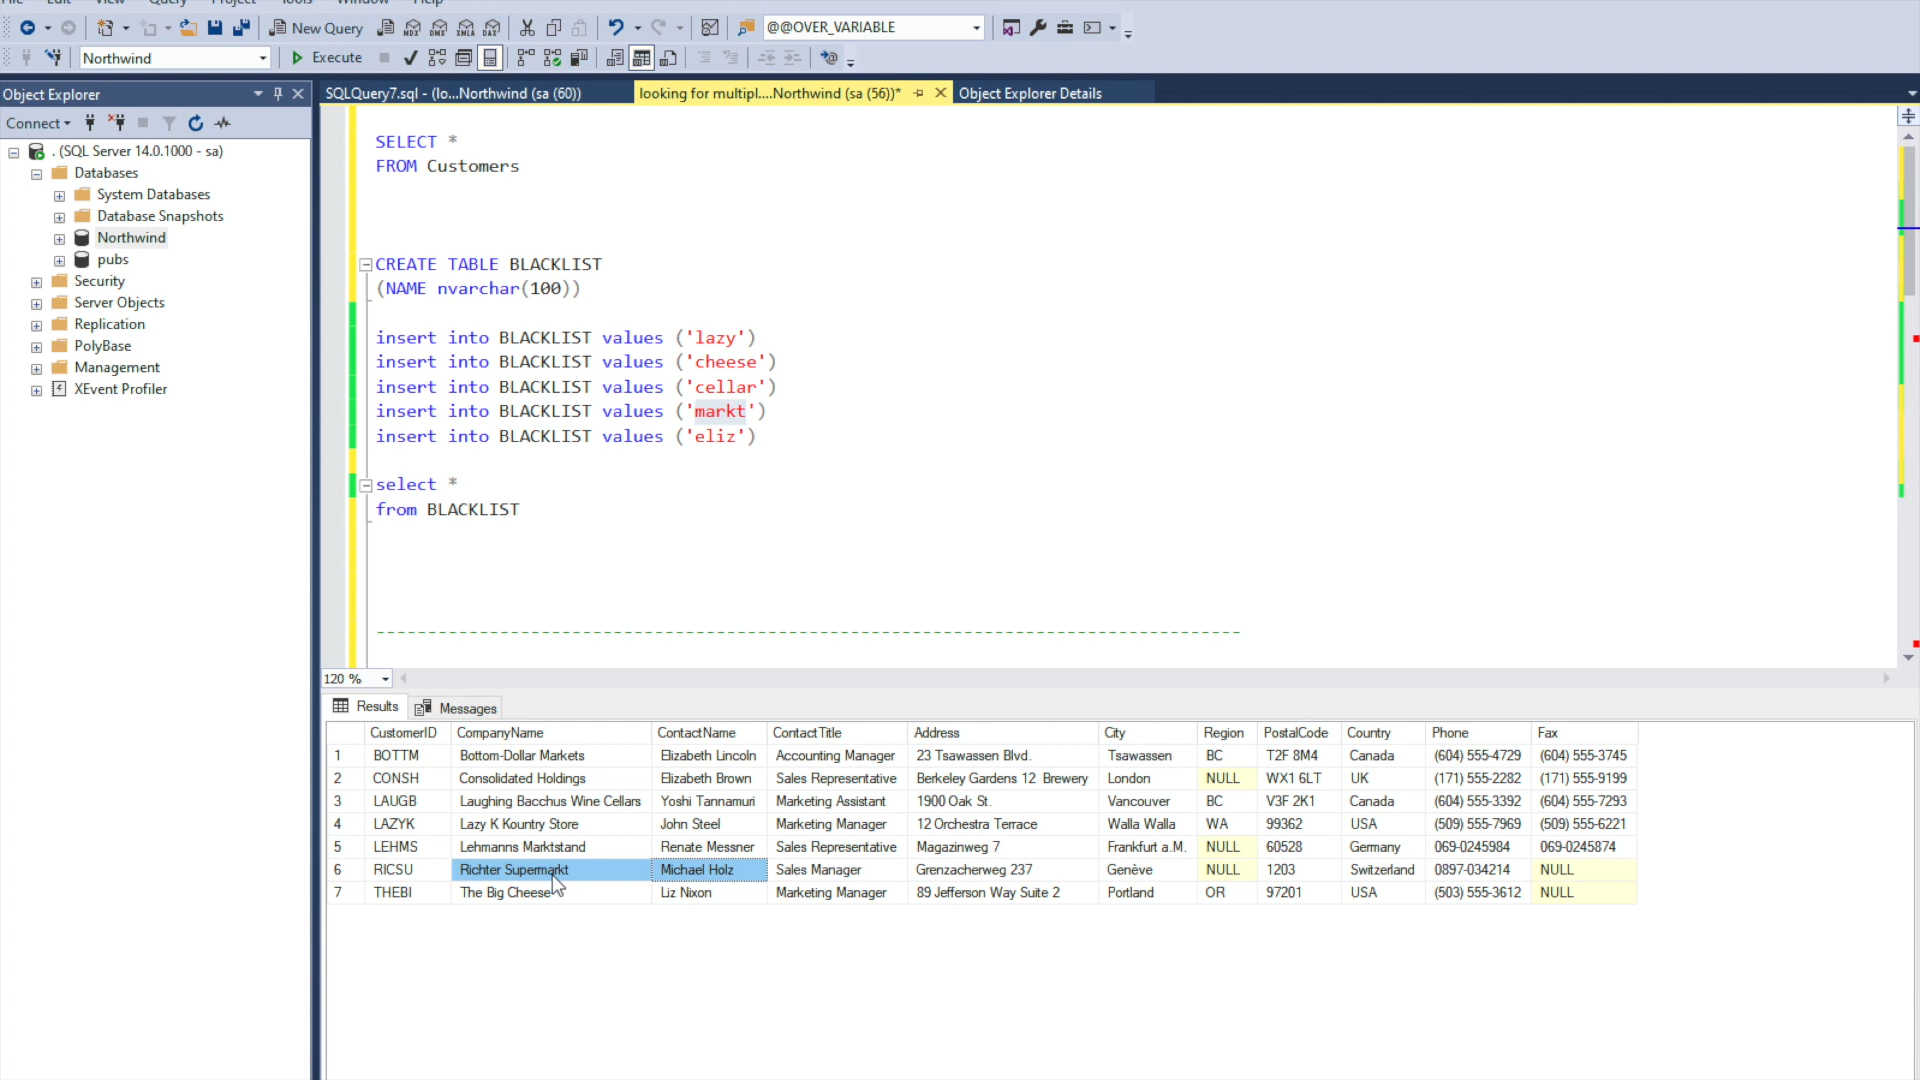 File Edit View Query Project Tools Window Help
New Query MDX DMX XMLA DAX @@OVER_VARIABLE
Northwind Execute
Object Explorer
SQLQuery7.sql - (lo...Northwind (sa (60)) looking for multipl....Northwind (sa (56))* Object Explorer Details
Connect
. (SQL Server 14.0.1000 - sa)
Databases
System Databases
Database Snapshots
Northwind
pubs
Security
Server Objects
Replication
PolyBase
Management
XEvent Profiler
SELECT *
FROM Customers
CREATE TABLE BLACKLIST
(NAME nvarchar(100))
insert into BLACKLIST values ('lazy')
insert into BLACKLIST values ('cheese')
insert into BLACKLIST values ('cellar')
insert into BLACKLIST values ('markt')
insert into BLACKLIST values ('eliz')
select *
from BLACKLIST
120 %
Results Messages
CustomerID CompanyName ContactName ContactTitle Address City Region PostalCode Country Phone Fax
1 BOTTM Bottom-Dollar Markets Elizabeth Lincoln Accounting Manager 23 Tsawassen Blvd. Tsawassen BC T2F 8M4 Canada (604) 555-4729 (604) 555-3745
2 CONSH Consolidated Holdings Elizabeth Brown Sales Representative Berkeley Gardens 12 Brewery London NULL WX1 6LT UK (171) 555-2282 (171) 555-9199
3 LAUGB Laughing Bacchus Wine Cellars Yoshi Tannamuri Marketing Assistant 1900 Oak St. Vancouver BC V3F 2K1 Canada (604) 555-3392 (604) 555-7293
4 LAZYK Lazy K Kountry Store John Steel Marketing Manager 12 Orchestra Terrace Walla Walla WA 99362 USA (509) 555-7969 (509) 555-6221
5 LEHMS Lehmanns Marktstand Renate Messner Sales Representative Magazinweg 7 Frankfurt a.M. NULL 60528 Germany 069-0245984 069-0245874
6 RICSU Richter Supermarkt Michael Holz Sales Manager Grenzacherweg 237 Genève NULL 1203 Switzerland 0897-034214 NULL
7 THEBI The Big Cheese Liz Nixon Marketing Manager 89 Jefferson Way Suite 2 Portland OR 97201 USA (503) 555-3612 NULL